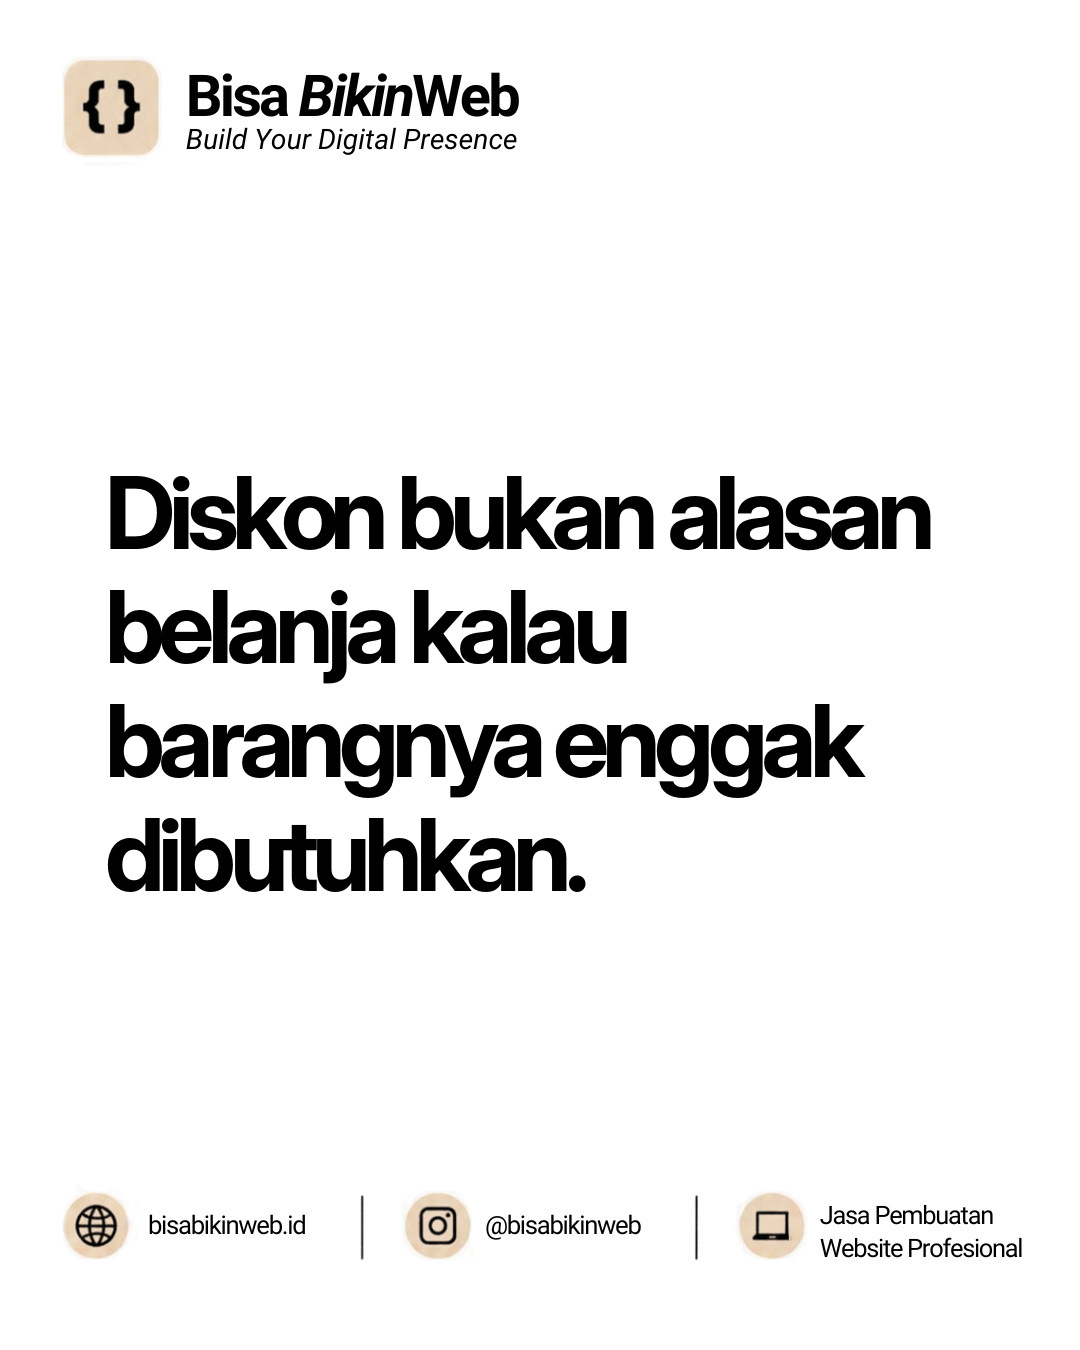 { }
Bisa BikinWeb
Build Your Digital Presence
Diskon bukan alasan
belanja kalau
barangnya enggak
dibutuhkan.
bisabikinweb.id
@bisabikinweb
Jasa Pembuatan
Website Profesional